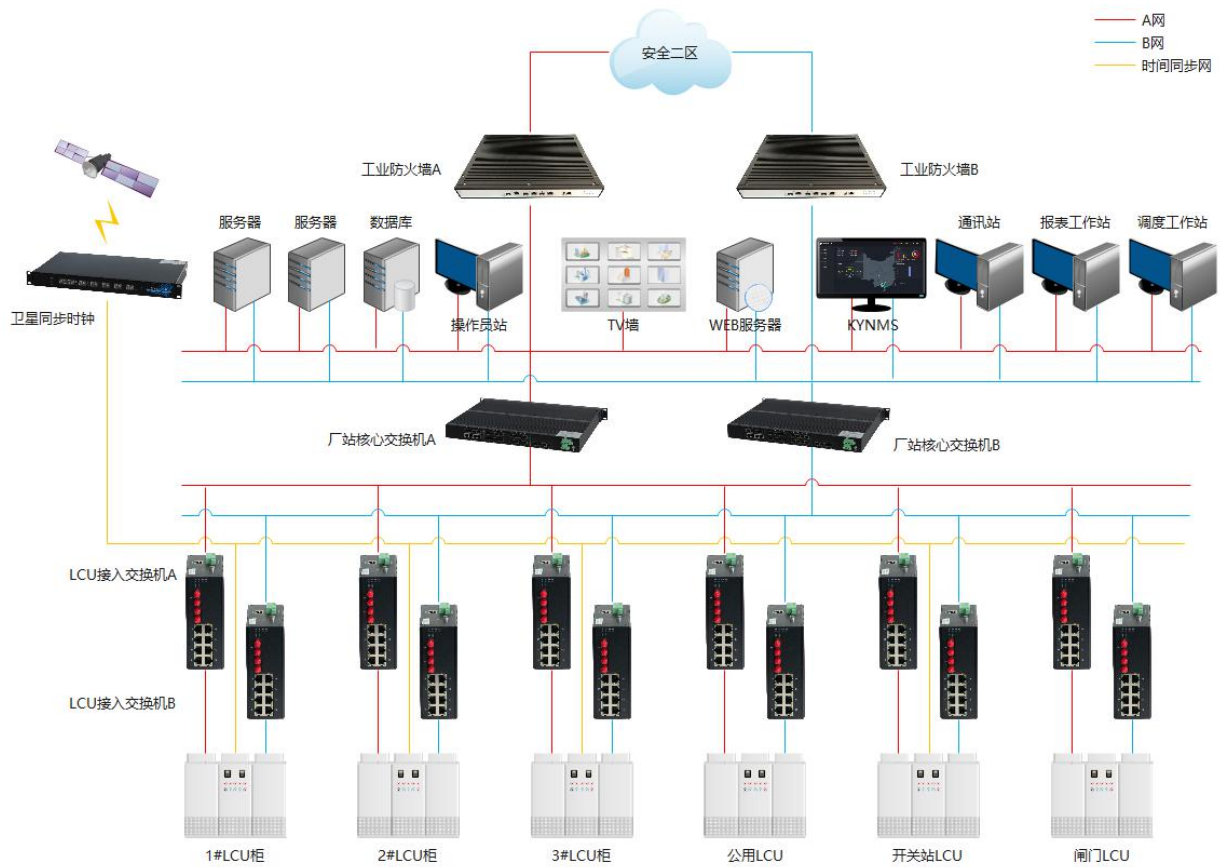 A网
安全二区
B网
时间同步网
工业防火墙A
工业防火墙B
服务器
服务器
数据库
通讯站
报表工作站
调度工作站
卫星同步时钟
操作员站
TV墙
WEB服务器
KYNMS
厂站核心交换机A
厂站核心交换机B
LCU接入交换机A
LCU接入交换机B
1#LCU柜
2#LCU柜
3#LCU柜
公用LCU
开关站LCU
闸门LCU